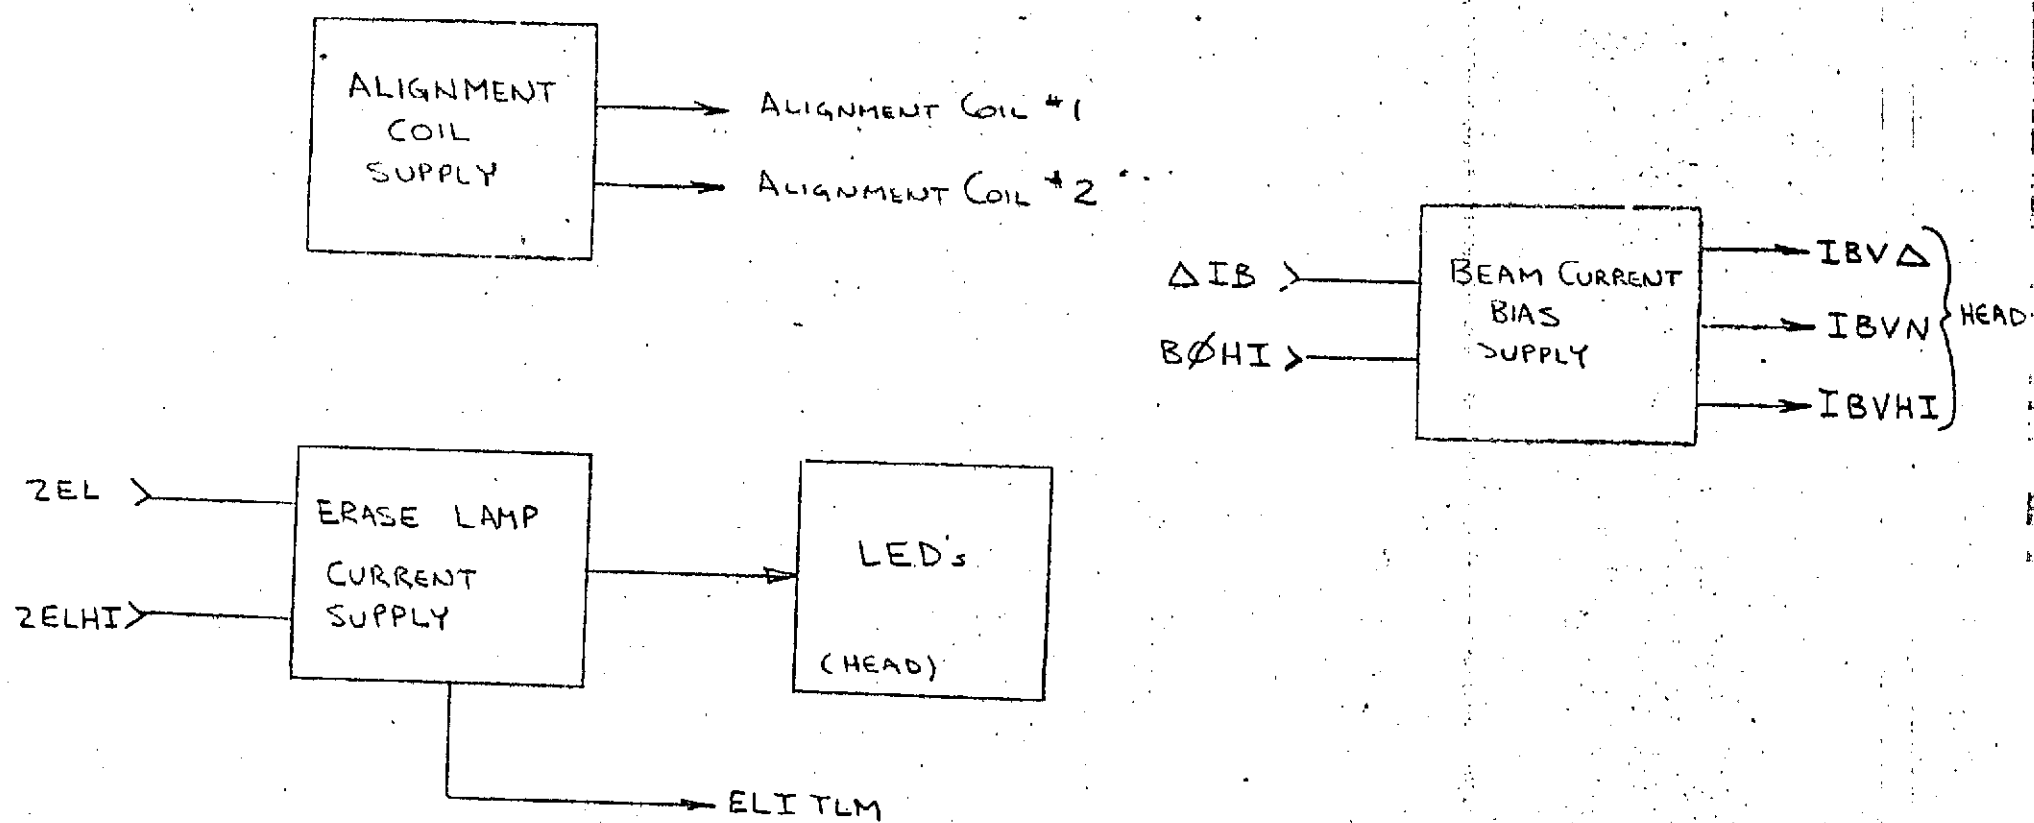 ALIGNMENT
COIL
SUPPLY
ALIGNMENT COIL #1
ALIGNMENT COIL #2
ΔIB
BØHI
BEAM CURRENT
BIAS
SUPPLY
IBVΔ
IBVN
IBVHI
HEAD
ZEL
ZELHI
ERASE LAMP
CURRENT
SUPPLY
LED's
(HEAD)
ELI TLM